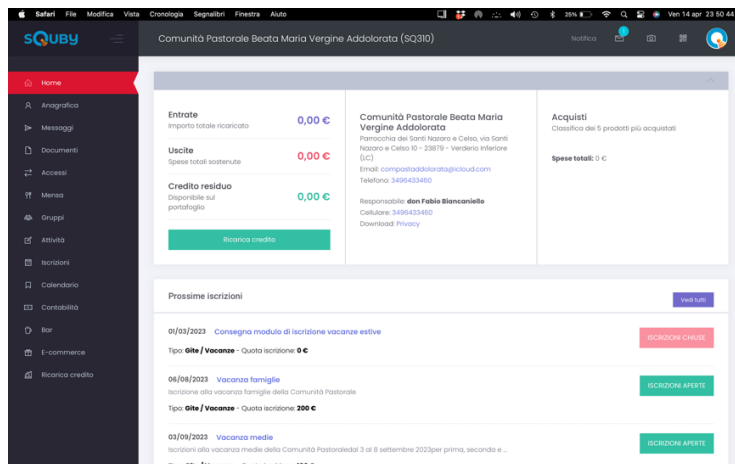 Safari File Modifica Vista Cronologia Segnalibri Finestra Aiuto 25% Ven 14 apr 23 50 44
SQUBY
Comunità Pastorale Beata Maria Vergine Addolorata (SQ310)
Notifica
Home
Anagrafica
Messaggi
Documenti
Accessi
Mensa
Gruppi
Attività
Iscrizioni
Calendario
Contabilità
Bar
E-commerce
Ricarica credito
Entrate
Importo totale ricaricato
0,00 €
Uscite
Spese totali sostenute
0,00 €
Credito residuo
Disponibile sul
portafoglio
0,00 €
Ricarica credito
Comunità Pastorale Beata Maria
Vergine Addolorata
Parrocchia dei Santi Nazaro e Celso, via Santi
Nazaro e Celso 10 - 23879 - Verderio Inferiore
(LC)
Email: compastaddolorata@icloud.com
Telefono: 3496433460
Responsabile: don Fabio Biancaniello
Cellulare: 3496433460
Download: Privacy
Acquisti
Classifica dei 5 prodotti più acquistati
Spese totali: 0 €
Prossime iscrizioni
Vedi tutti
01/03/2023 Consegna modulo di iscrizione vacanze estive
Tipo: Gite / Vacanze - Quota iscrizione: 0 €
ISCRIZIONI CHIUSE
06/08/2023 Vacanza famiglie
Iscrizione alla vacanza famiglie della Comunità Pastorale
Tipo: Gite / Vacanze - Quota iscrizione: 200 €
ISCRIZIONI APERTE
03/09/2023 Vacanza medie
Iscrizioni alla vacanza medie della Comunità Pastoraledal 3 al 8 settembre 2023per prima, seconda e ...
ISCRIZIONI APERTE